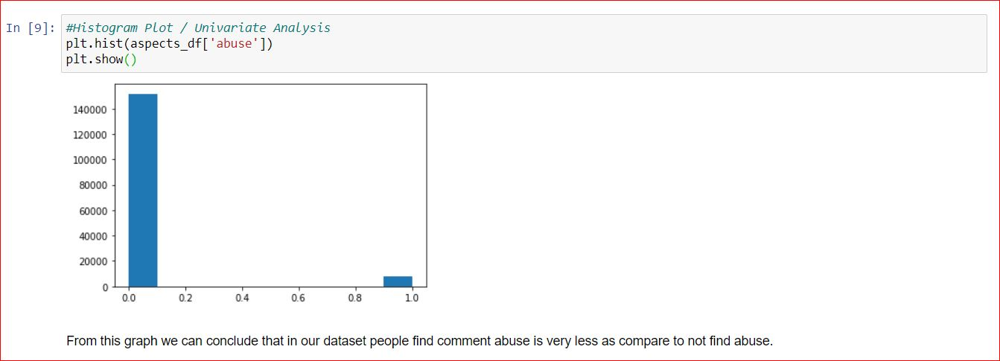 In [9]: #Histogram Plot / Univariate Analysis
plt.hist(aspects_df['abuse'])
plt.show()
140000
120000
100000
80000
60000
40000
20000
0
0.0 0.2 0.4 0.6 0.8 1.0
From this graph we can conclude that in our dataset people find comment abuse is very less as compare to not find abuse.